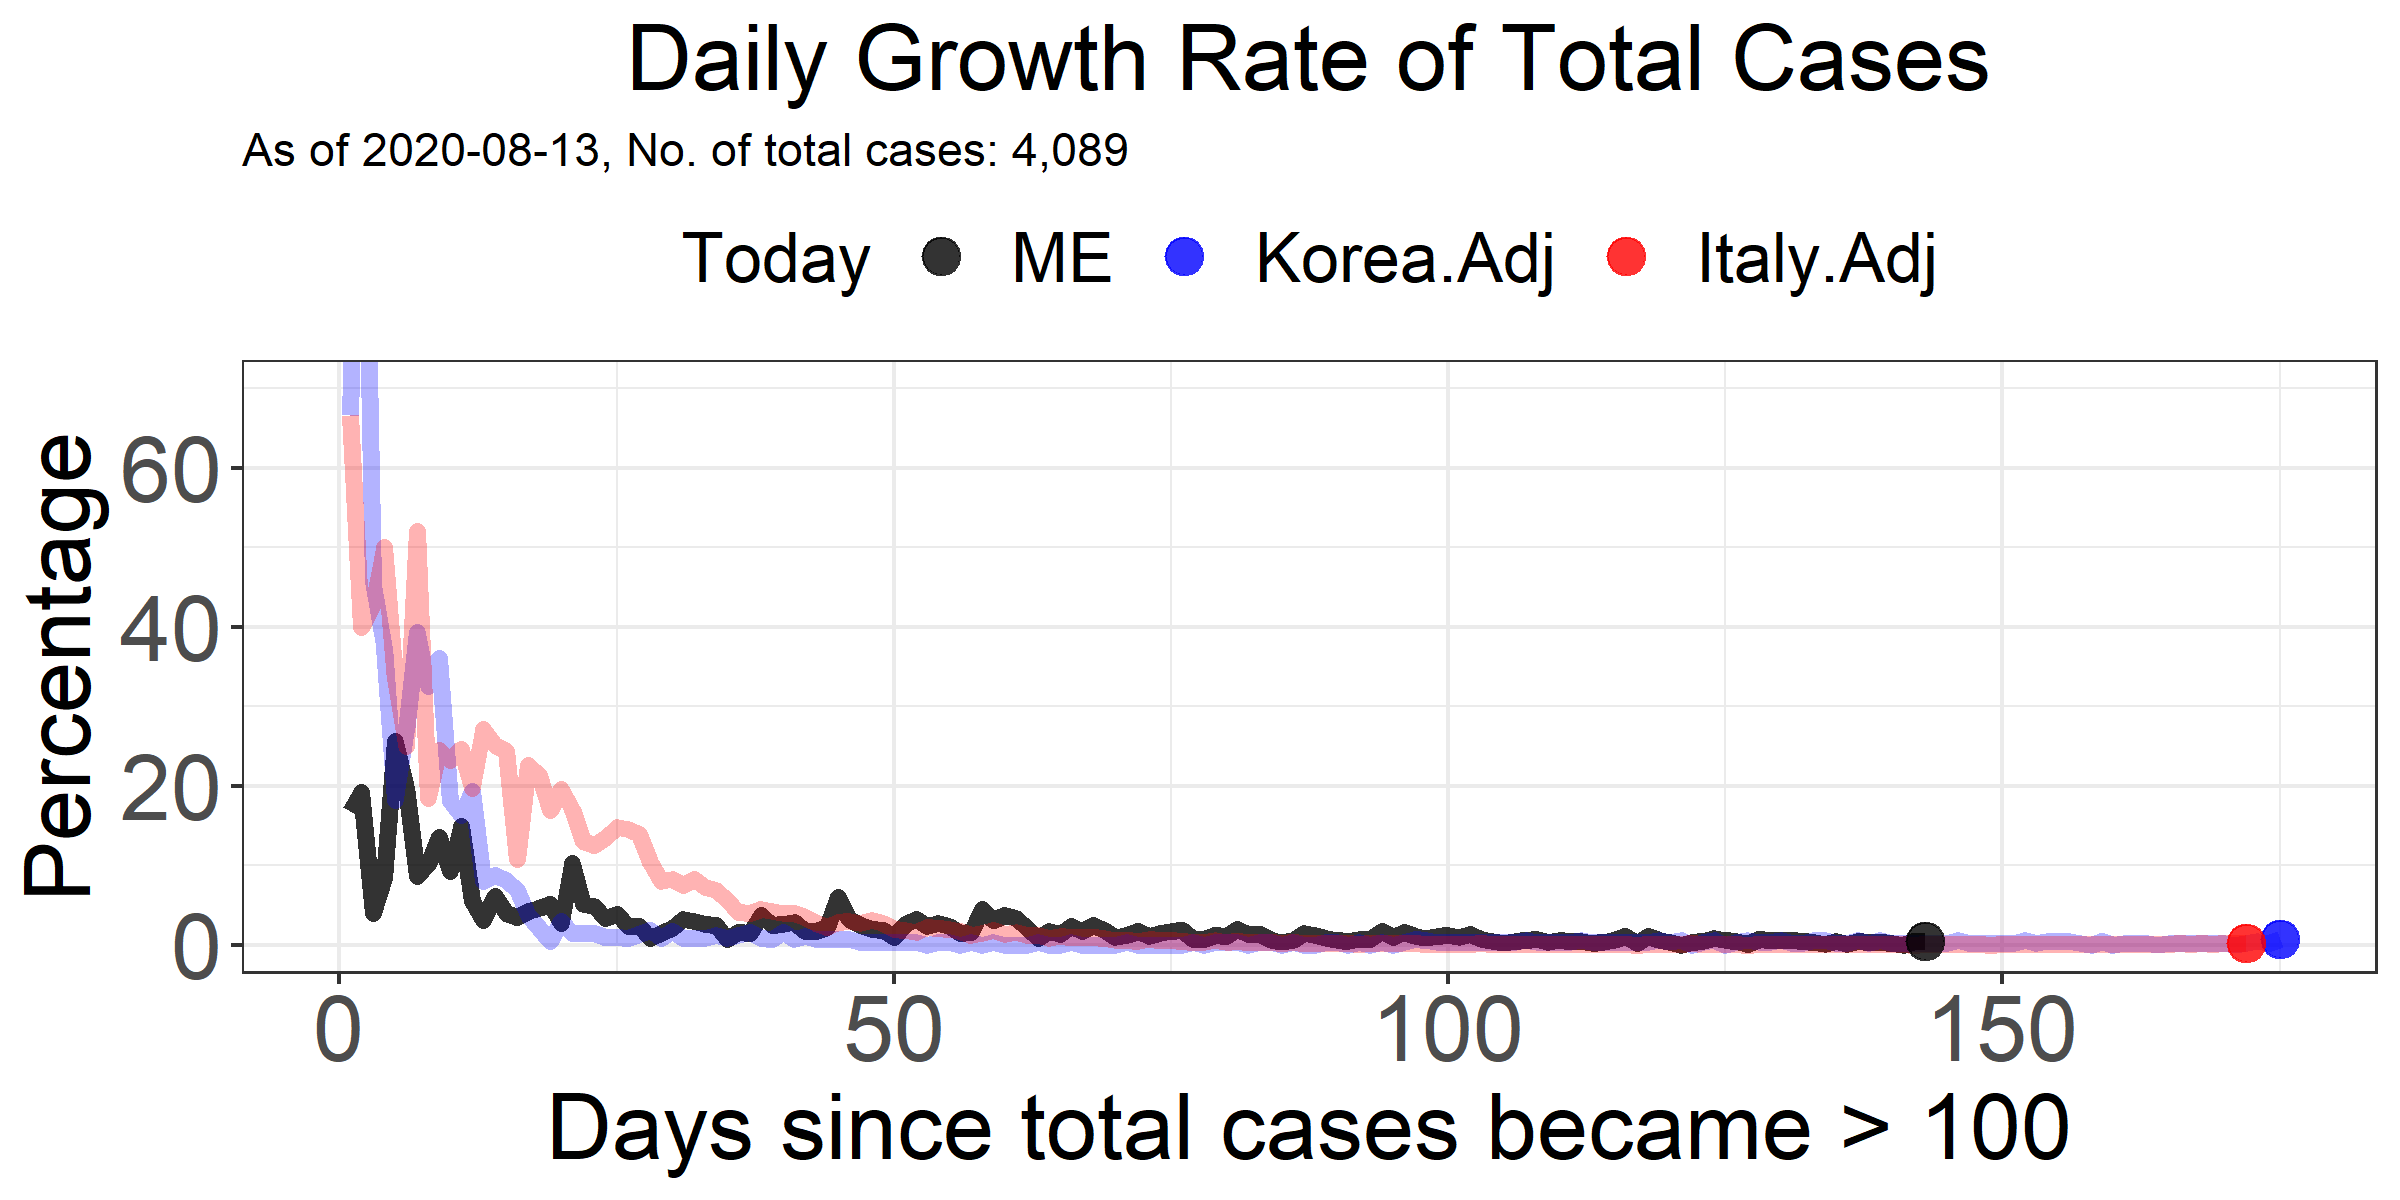 Daily Growth Rate of Total Cases
As of 2020-08-13, No. of total cases: 4,089
Today ME Korea.Adj Italy.Adj
Percentage
60
40
20
0
0 50 100 150
Days since total cases became > 100